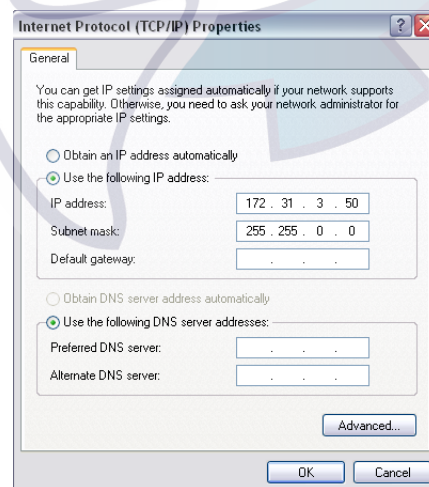 Internet Protocol (TCP/IP) Properties
General
You can get IP settings assigned automatically if your network supports
this capability. Otherwise, you need to ask your network administrator for
the appropriate IP settings.
Obtain an IP address automatically
Use the following IP address:
IP address: 172 . 31 . 3 . 50
Subnet mask: 255 . 255 . 0 . 0
Default gateway: . . .
Obtain DNS server address automatically
Use the following DNS server addresses:
Preferred DNS server: . . .
Alternate DNS server: . . .
Advanced...
OK Cancel